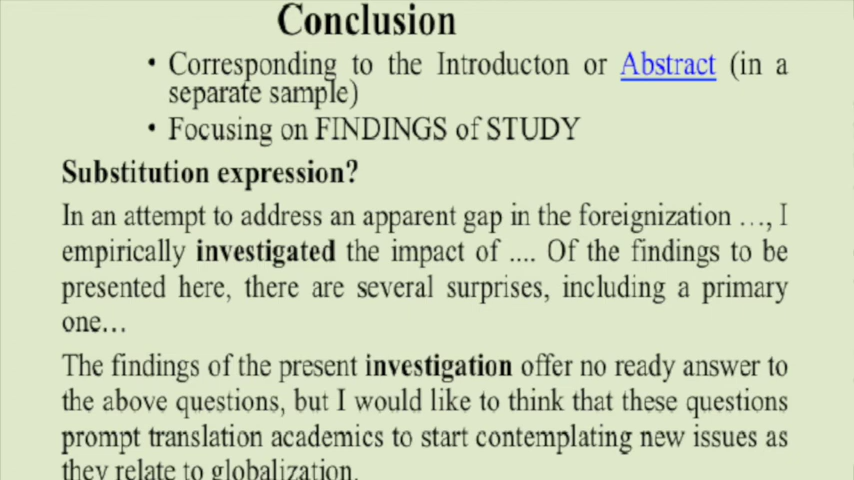 Conclusion
• Corresponding to the Introducton or Abstract (in a
separate sample)
• Focusing on FINDINGS of STUDY
Substitution expression?
In an attempt to address an apparent gap in the foreignization …, I
empirically investigated the impact of .... Of the findings to be
presented here, there are several surprises, including a primary
one…
The findings of the present investigation offer no ready answer to
the above questions, but I would like to think that these questions
prompt translation academics to start contemplating new issues as
they relate to globalization.